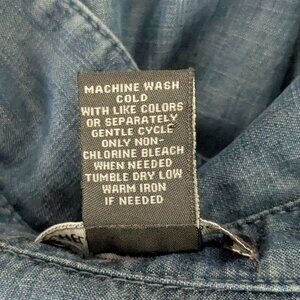 MACHINE WASH
COLD
WITH LIKE COLORS
OR SEPARATELY
GENTLE CYCLE
ONLY NON-
CHLORINE BLEACH
WHEN NEEDED
TUMBLE DRY LOW
WARM IRON
IF NEEDED